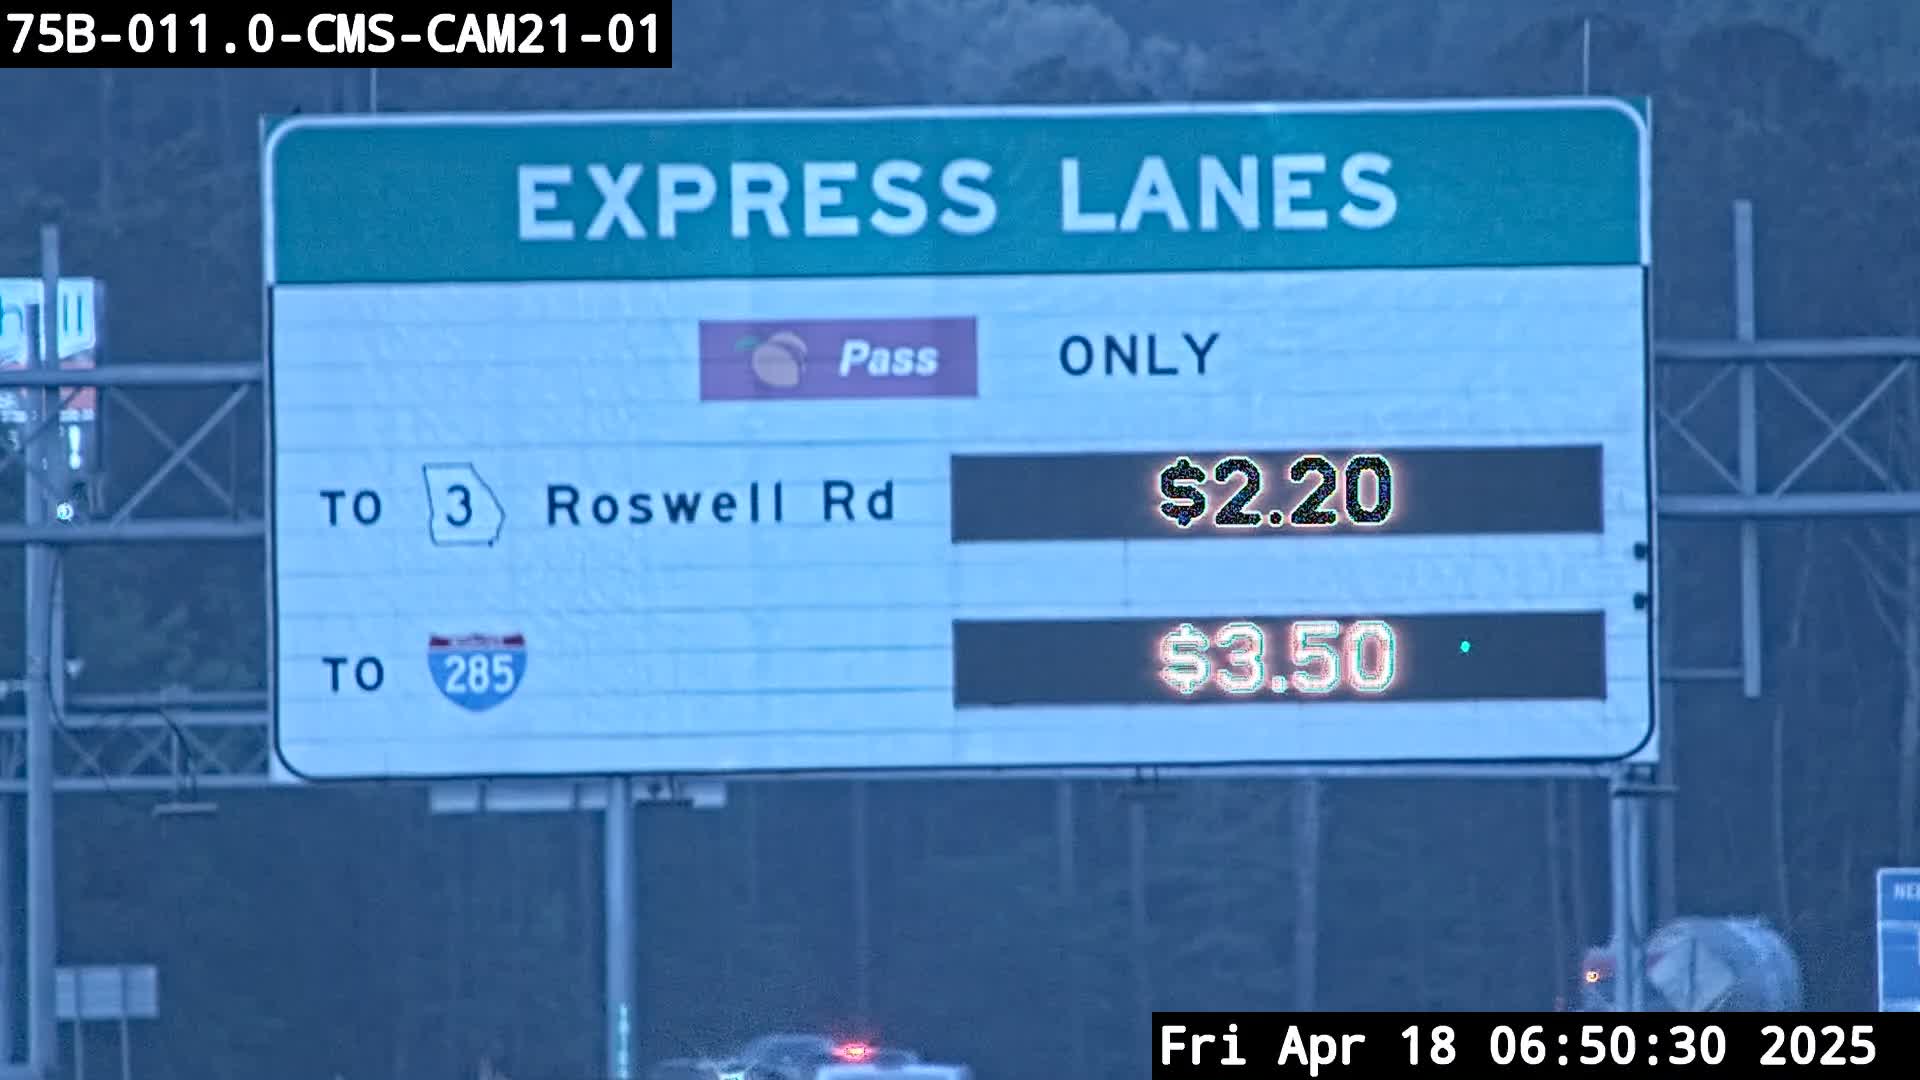 75B-011.0-CMS-CAM21-01
EXPRESS LANES
Pass ONLY
TO 3 Roswell Rd $2.20
TO 285 $3.50
Fri Apr 18 06:50:30 2025